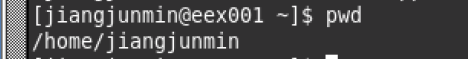 [jiangjunmin@eex001 ~]$ pwd
/home/jiangjunmin